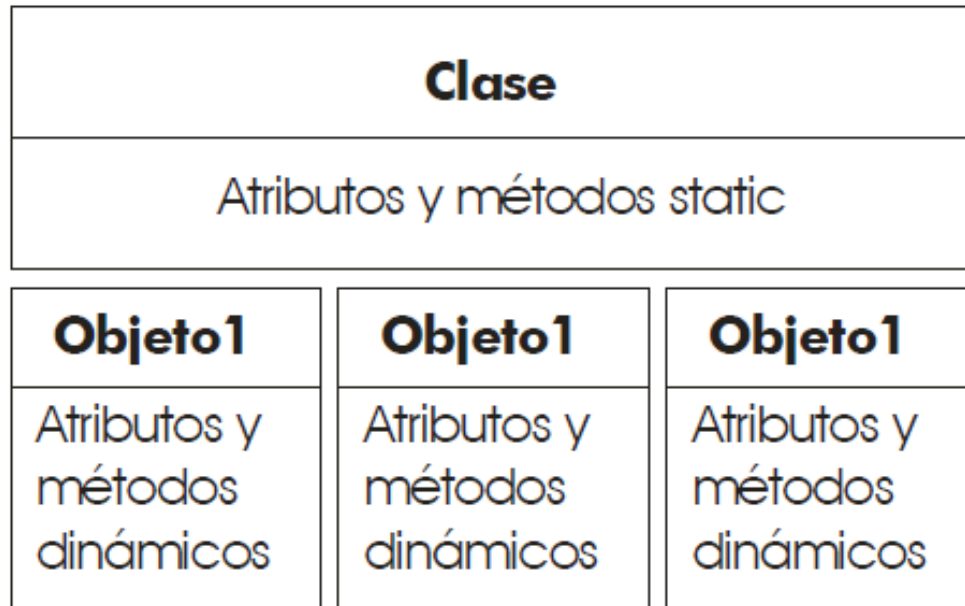 Clase
Atributos y métodos static
Objeto1
Atributos y
métodos
dinámicos
Objeto1
Atributos y
métodos
dinámicos
Objeto1
Atributos y
métodos
dinámicos